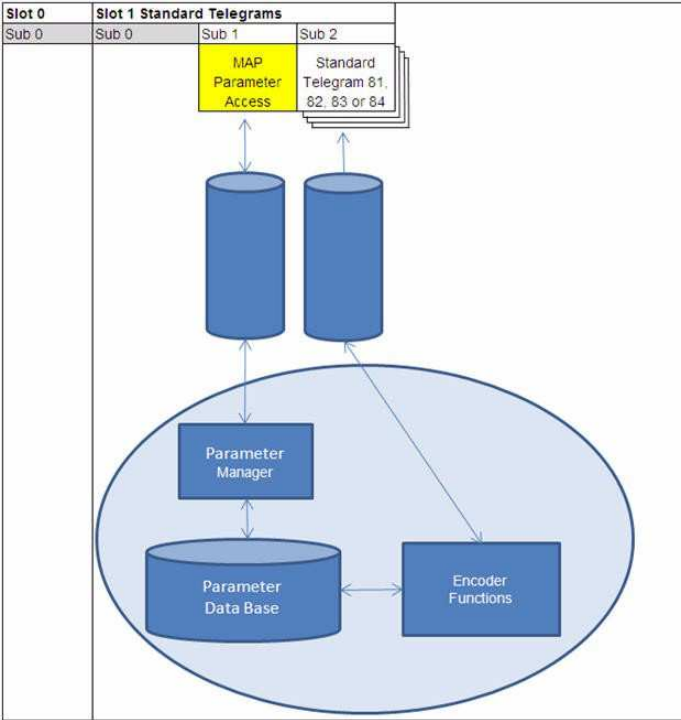 Slot 0
Slot 1 Standard Telegrams
Sub 0
Sub 0
Sub 1
Sub 2
MAP
Parameter
Access
Standard
Telegram 81,
82, 83 or 84
Parameter
Manager
Parameter
Data Base
Encoder
Functions